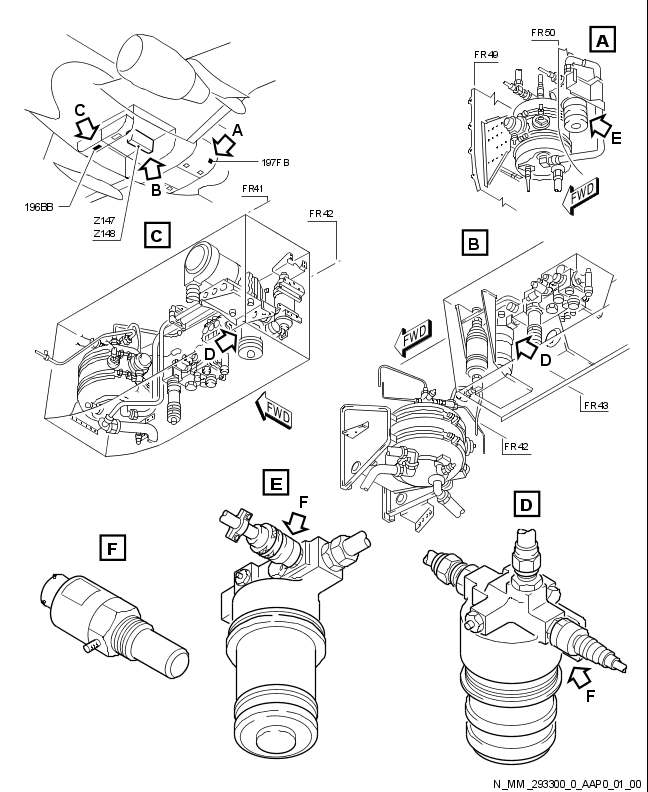 FR50
A
FR49
C
A
E
197FB
B
196BB
FR41
FWD
Z147
Z148
FR42
C
B
FWD
D
D
FR43
FWD
FR42
E
F
D
F
F
N_MM_293300_0_AAP0_01_00